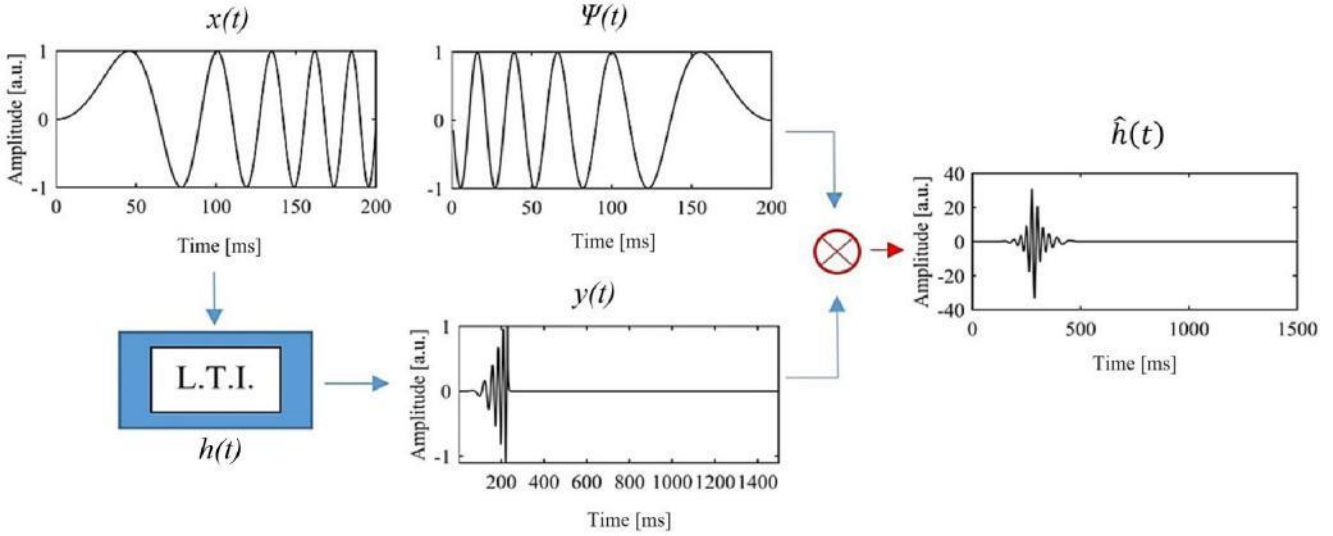 x(t)
Amplitude [a.u.]
1
0
-1
0 50 100 150 200
Time [ms]
Ψ(t)
1
0
-1
0 50 100 150 200
Time [ms]
Amplitude [a.u.]
L.T.I.
h(t)
y(t)
Amplitude [a.u.]
1
0
-1
200 400 600 800 1000 1200 1400
Time [ms]
ĥ(t)
Amplitude [a.u.]
40
20
0
-20
-40
0 500 1000 1500
Time [ms]